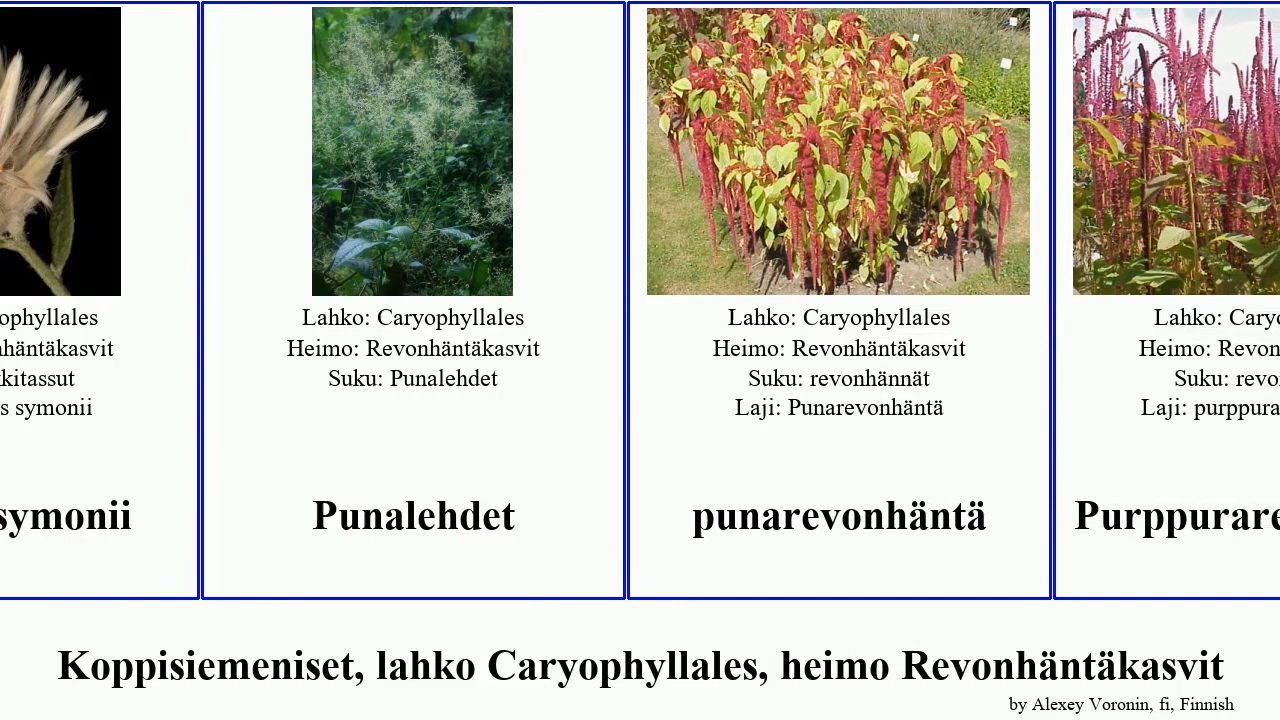 ophyllales
häntäkasvit
kitassut
s symonii
symonii
Lahko: Caryophyllales
Heimo: Revonhäntäkasvit
Suku: Punalehdet
Punalehdet
Lahko: Caryophyllales
Heimo: Revonhäntäkasvit
Suku: revonhännät
Laji: Punarevonhäntä
punarevonhäntä
Lahko: Caryo
Heimo: Revon
Suku: revo
Laji: purppura
Purppurare
Koppisiemeniset, lahko Caryophyllales, heimo Revonhäntäkasvit
by Alexey Voronin, fi, Finnish